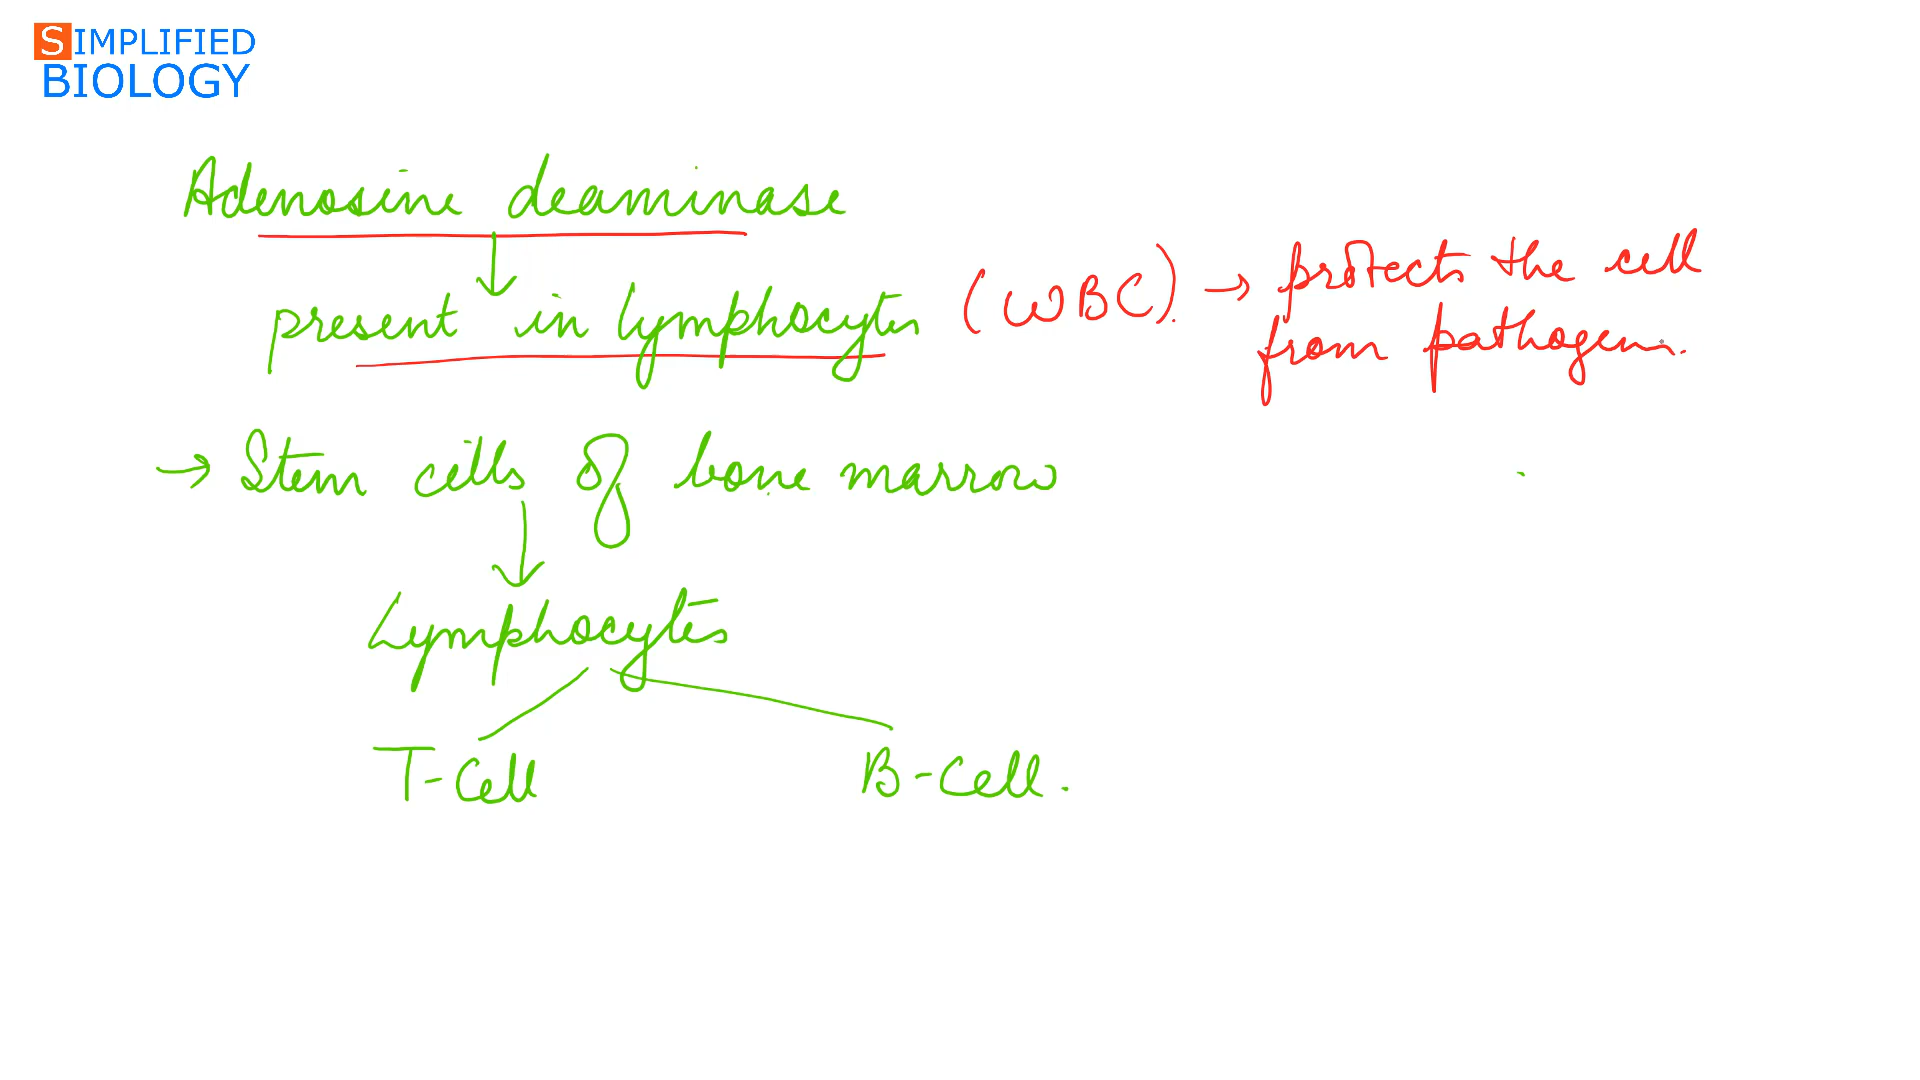 SIMPLIFIED
BIOLOGY
Adenosine deaminase
present in lymphocytes (WBC). → protects the cell
from pathogens.
→ Stem cells of bone marrow
Lymphocytes
T-Cell
B-Cell.